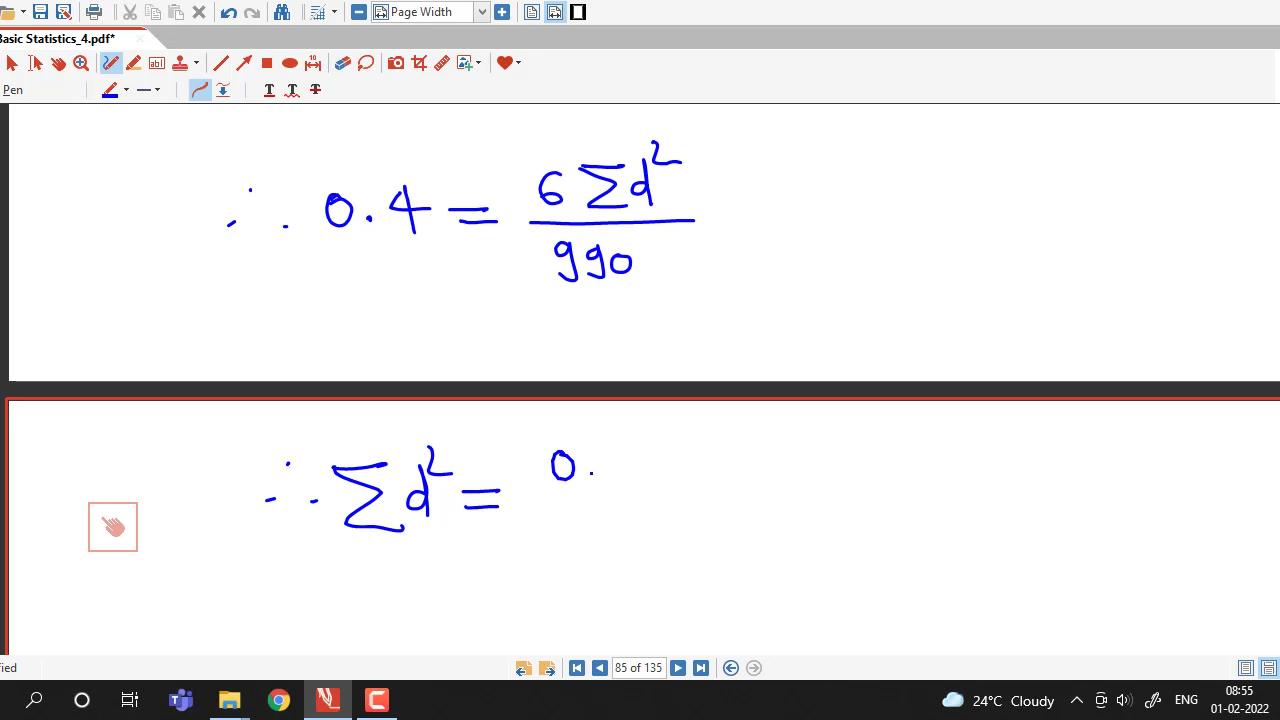 Page Width
Basic Statistics_4.pdf*
Pen
∴ 0.4 = 6 Σd² / 990
∴ Σd² = 0.
85 of 135
24°C Cloudy
ENG
08:55
01-02-2022